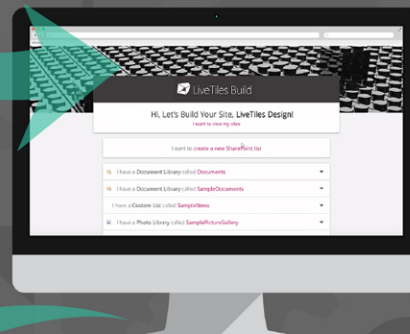 LiveTiles Build
Hi, Let's Build Your Site, LiveTiles Design!
I want to view my sites
I want to create a new SharePoint list
I have a Document Library called Documents
I have a Document Library called SampleDocuments
I have a Custom List called SampleNews
I have a Photo Library called SamplePictureGallery